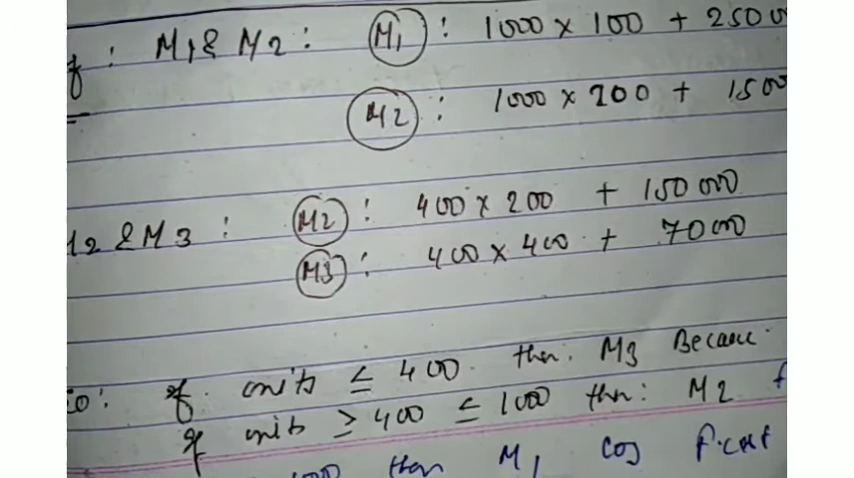 f : M1 & M2 : M1 : 1000 x 100 + 2500
M2 : 1000 x 200 + 1500
M2 & M3 : M2 : 400 x 200 + 150000
M3 : 400 x 400 + 70000
so: If units ≤ 400 then: M3 Because
If units ≥ 400 ≤ 1000 then: M2 f
then M1 cos f.cost